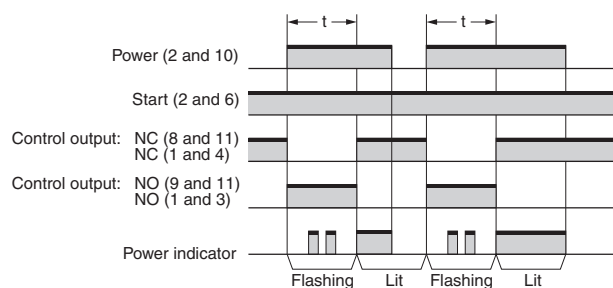 t
t
Power (2 and 10)
Start (2 and 6)
Control output: NC (8 and 11)
NC (1 and 4)
Control output: NO (9 and 11)
NO (1 and 3)
Power indicator
Flashing Lit Flashing Lit